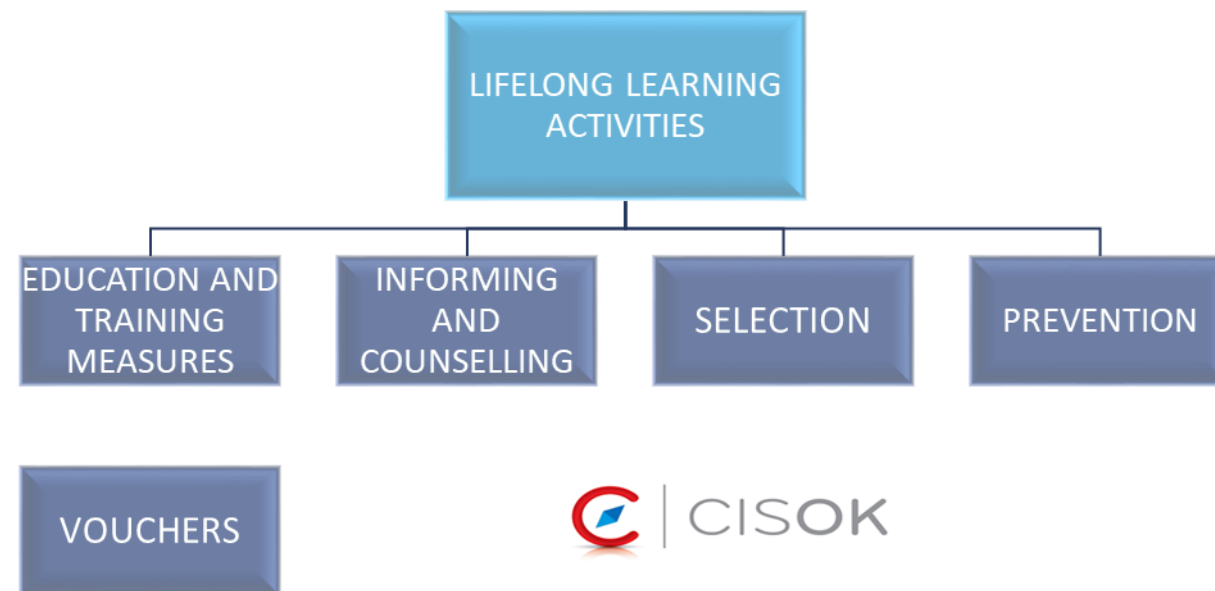 LIFELONG LEARNING
ACTIVITIES
EDUCATION AND
TRAINING
MEASURES
INFORMING
AND
COUNSELLING
SELECTION
PREVENTION
VOUCHERS
CISOK